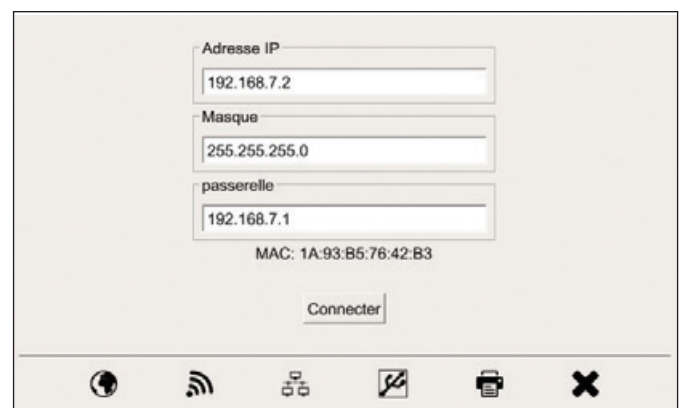 Adresse IP
192.168.7.2
Masque
255.255.255.0
passerelle
192.168.7.1
MAC: 1A:93:B5:76:42:B3
Connecter